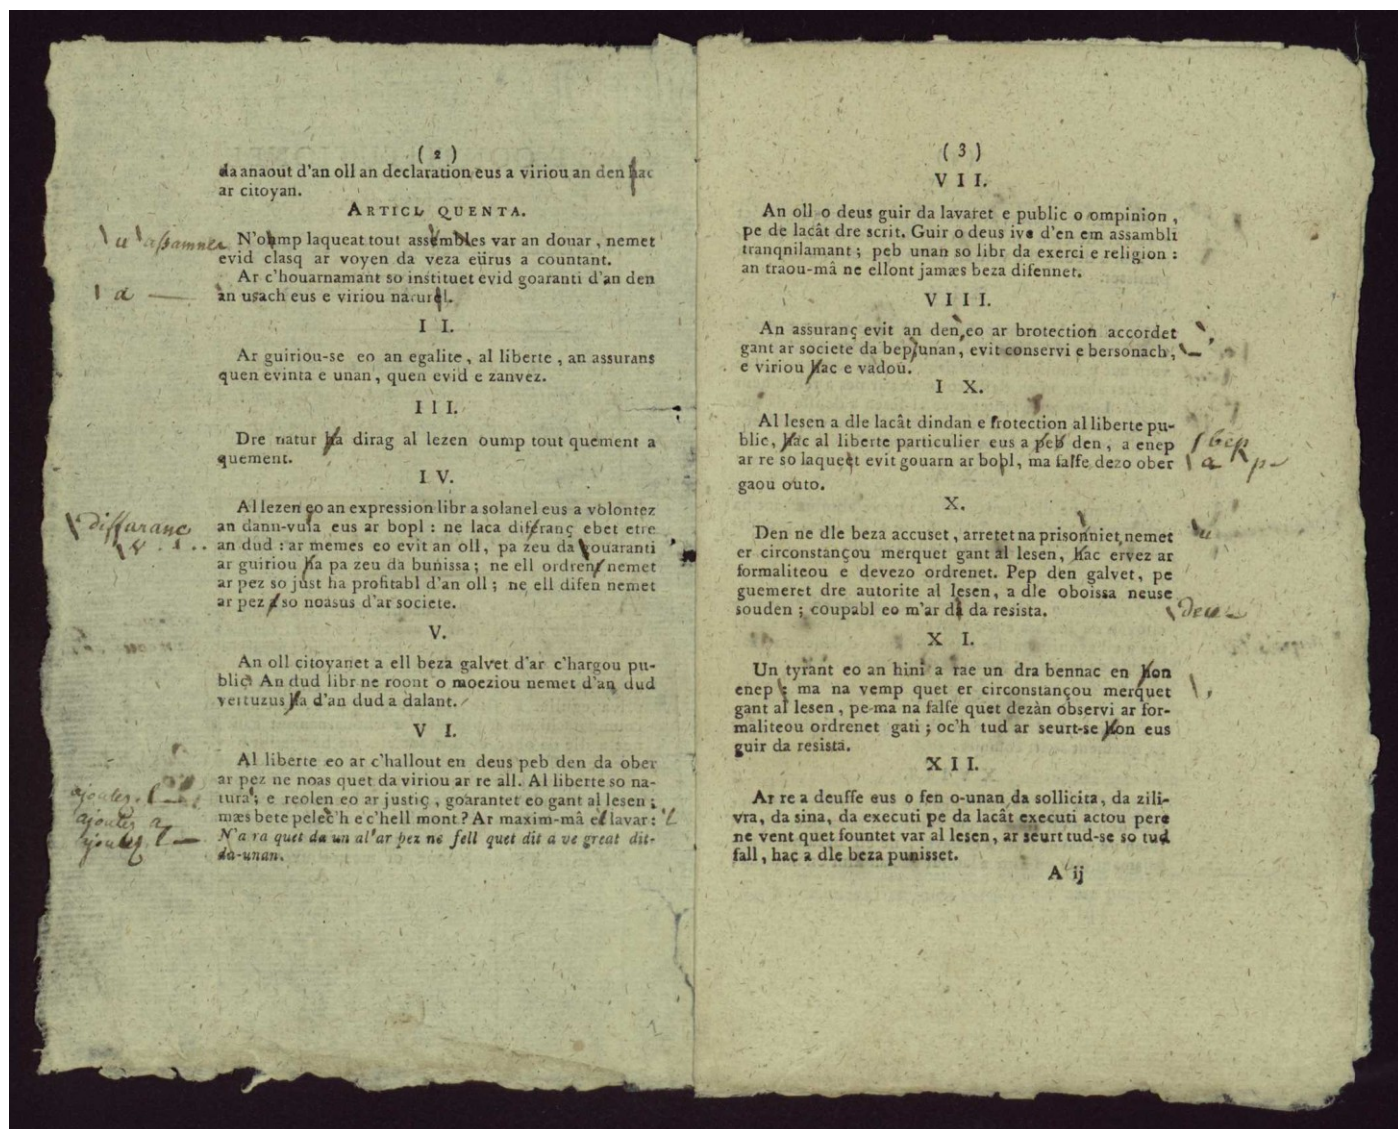 ( 2 )
da anaout d'an oll an declaration eus a viriou an den hac
ar citoyan.
ARTICL QUENTA.
N'omp laqueat tout assembles var an douar, nemet
evid clasq ar voyen da veza eürus a countant.
Ar c'houarnamant so instituet evid goaranti d'an den
an usach eus e viriou naturel.
I I.
Ar guiriou-se eo an egalite, al liberte, an assurans
quen evinta e unan, quen evid e zanvez.
I I I.
Dre natur ha dirag al lezen oump tout quement a
quement.
I V.
Al lezen eo an expression libr a solanel eus a volontez
an dann-vuia eus ar bopl : ne laca diferanç ebet etre
an dud : ar memes eo evit an oll, pa zeu da gouaranti
ar guiriou ha pa zeu da bunissa; ne ell ordren nemet
ar pez so just ha profitabl d'an oll; ne ell difen nemet
ar pez a so noasus d'ar societe.
V.
An oll citoyanet a ell beza galvet d'ar c'hargou pu-
blic. An dud libr ne roont o moeziou nemet d'an dud
vertuzus ha d'an dud a dalant.
V I.
Al liberte eo ar c'hallout en deus peb den da ober
ar pez ne noas quet da viriou ar re all. Al liberte so na-
tura; e reolen eo ar justiç, goarantet eo gant al lesen;
mæs bete pelec'h e c'hell mont? Ar maxim-mâ el lavar:
N'a ra quet da un al ar pez ne fell quet dit a ve great dit-
da-unan.
u assamnes
a
diffuranç
ajoutez l
ajoutez a
ajoutez l
( 3 )
V I I.
An oll o deus guir da lavaret e public o ompinion,
pe de lacât dre scrit. Guir o deus ive d'en em assambli
tranqnilamant; peb unan so libr da exerci e religion:
an traou-mâ ne ellont jamæs beza difennet.
V I I I.
An assuranç evit an den, eo ar brotection accordet
gant ar societe da bep unan, evit conservi e bersonach,
e viriou hac e vadou.
I X.
Al lesen a dle lacât dindan e frotection al liberte pu-
blic, hac al liberte particulier eus a peb den, a enep
ar re so laqueet evit gouarn ar bopl, ma falfe dezo ober
gaou outo.
X.
Den ne dle beza accuset, arretet na prisonniet nemet
er circonstançou merquet gant al lesen, hac ervez ar
formaliteou e devezo ordrenet. Pep den galvet, pe
guemeret dre autorite al lesen, a dle oboissa neuse
souden; coupabl eo m'ar da da resista.
X I.
Un tyrant eo an hini a rae un dra bennac en hon
enep; ma na vemp quet er circonstançou merquet
gant al lesen, pe ma na falfe quet dezàn observi ar for-
maliteou ordrenet gati; oc'h tud ar seurt-se hon eus
guir da resista.
X I I.
Ar re a deuffe eus o fen o-unan da sollicita, da zili-
vra, da sina, da executi pe da lacât executi actou pere
ne vent quet fountet var al lesen, ar seurt tud-se so tud
fall, hac a dle beza punisset.
A ij
bep
a p
deu